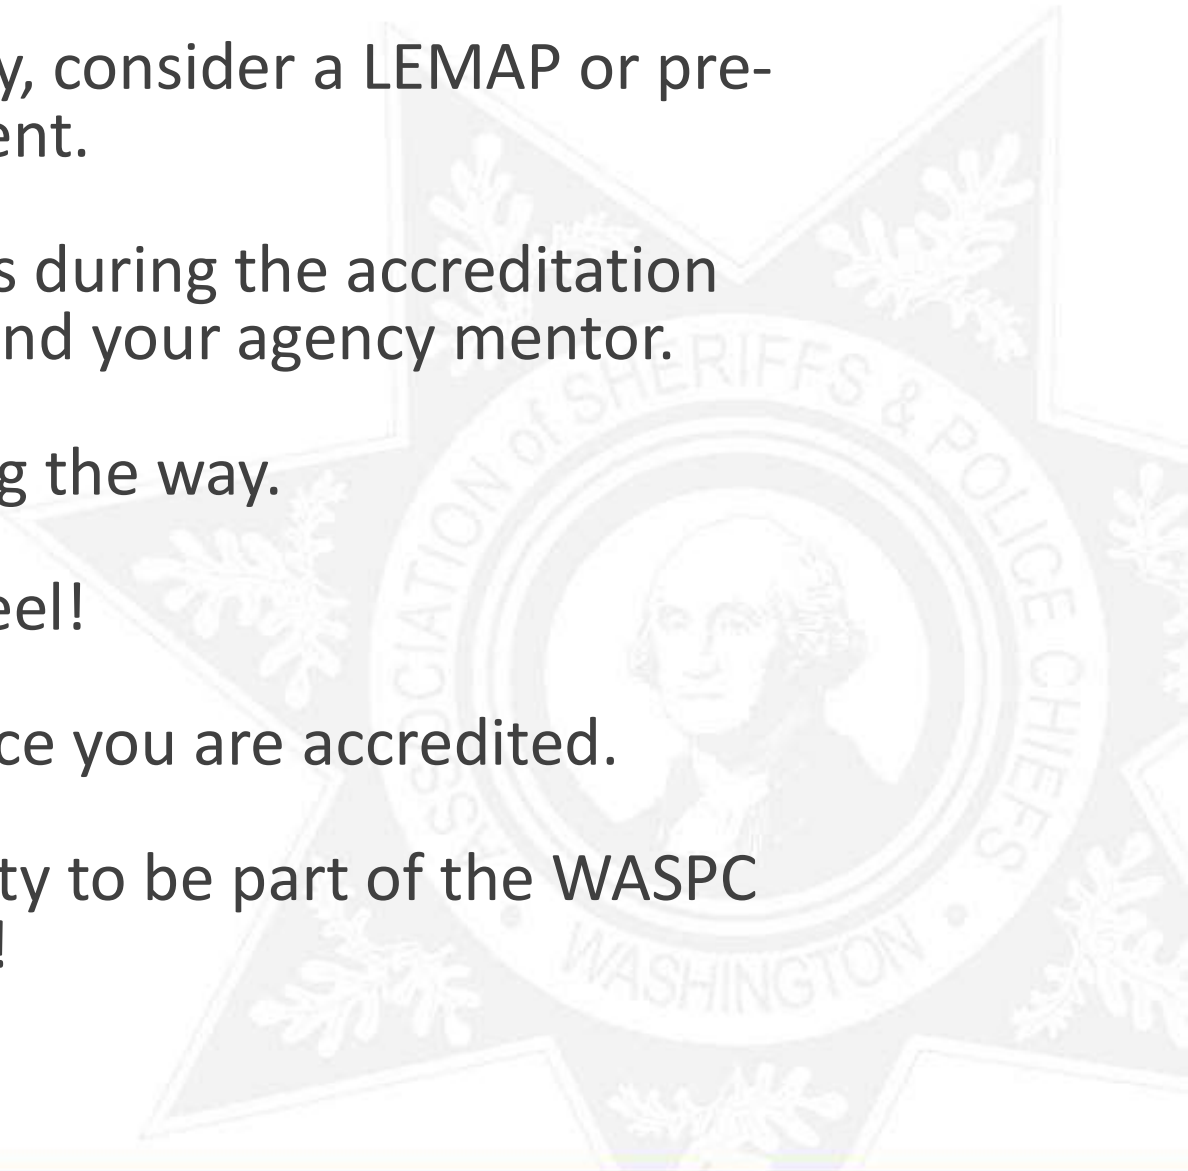 y, consider a LEMAP or pre-
ent.
s during the accreditation
nd your agency mentor.
g the way.
eel!
ce you are accredited.
ty to be part of the WASPC
!
ASSOCIATION of SHERIFFS & POLICE CHIEFS
WASHINGTON